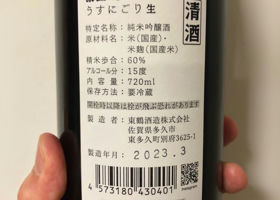 うすにごり生
清酒
特定名称：純米吟醸酒
原材料名：米（国産）・
米麹（国産米）
精米歩合：60％
アルコール分：15度
内容量：720ml
保存方法：要冷蔵
開栓時以降は栓が飛ぶ恐れがあります
製造者：東鶴酒造株式会社
佐賀県多久市
東多久町別府3625-1
製造年月：2023.3
4573180430401
instagram